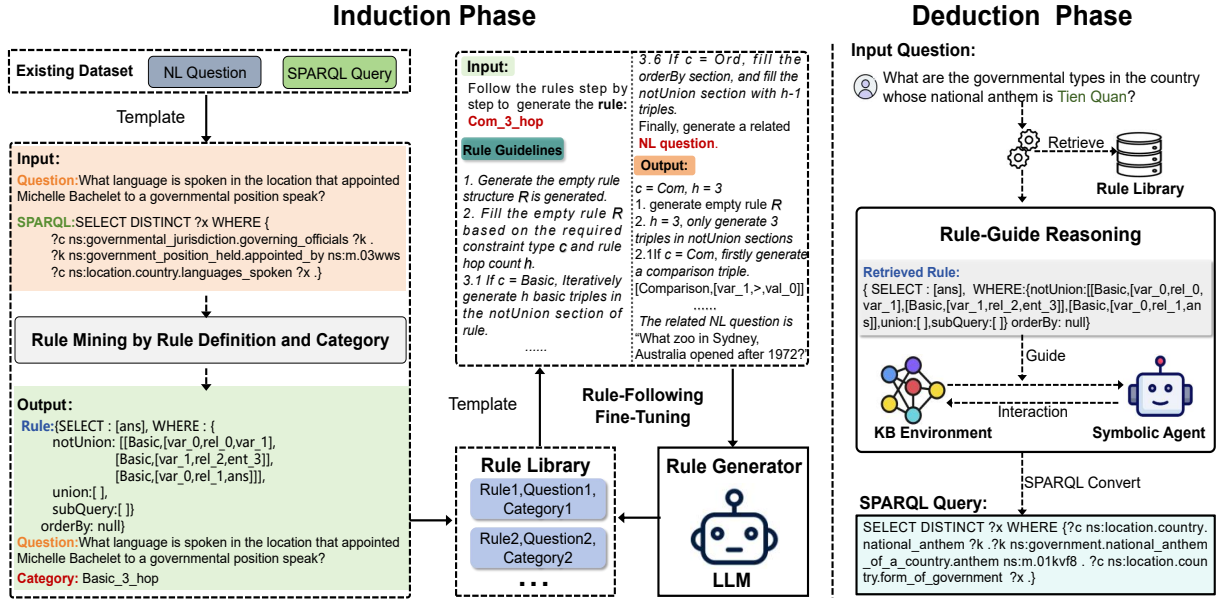 Induction Phase
Existing Dataset
NL Question
SPARQL Query
Template
Input:
Question:What language is spoken in the location that appointed
Michelle Bachelet to a governmental position speak?
SPARQL:SELECT DISTINCT ?x WHERE {
?c ns:governmental_jurisdiction.governing_officials ?k .
?k ns:government_position_held.appointed_by ns:m.03wws
?c ns:location.country.languages_spoken ?x .}
Rule Mining by Rule Definition and Category
Output:
Rule:{SELECT : [ans], WHERE : {
notUnion: [[Basic,[var_0,rel_0,var_1],
[Basic,[var_1,rel_2,ent_3]],
[Basic,[var_0,rel_1,ans]]],
union:[ ],
subQuery:[ ]}
orderBy: null}
Question:What language is spoken in the location that appointed
Michelle Bachelet to a governmental position speak?
Category: Basic_3_hop
Input:
Follow the rules step by
step to generate the rule:
Com_3_hop
Rule Guidelines
1. Generate the empty rule
structure R is generated.
2. Fill the empty rule R
based on the required
constraint type c and rule
hop count h.
3.1 If c = Basic, Iteratively
generate h basic triples in
the notUnion section of
rule.
......
3.6 If c = Ord, fill the
orderBy section, and fill the
notUnion section with h-1
triples.
Finally, generate a related
NL question.
Output:
c = Com, h = 3
1. generate empty rule R
2. h = 3, only generate 3
triples in notUnion sections
2.1If c = Com, firstly generate
a comparison triple.
[Comparison,[var_1,>,val_0]]
......
The related NL question is
“What zoo in Sydney,
Australia opened after 1972?”
Template
Rule-Following
Fine-Tuning
Rule Library
Rule1,Question1,
Category1
Rule2,Question2,
Category2
...
Rule Generator
LLM
Deduction Phase
Input Question:
What are the governmental types in the country
whose national anthem is Tien Quan?
Retrieve
Rule Library
Rule-Guide Reasoning
Retrieved Rule:
{ SELECT : [ans], WHERE:{notUnion:[[Basic,[var_0,rel_0,
var_1],[Basic,[var_1,rel_2,ent_3]],[Basic,[var_0,rel_1,an
s]],union:[ ],subQuery:[ ]} orderBy: null}
Guide
Interaction
KB Environment
Symbolic Agent
SPARQL Convert
SPARQL Query:
SELECT DISTINCT ?x WHERE {?c ns:location.country.
national_anthem ?k .?k ns:government.national_anthem
_of_a_country.anthem ns:m.01kvf8 . ?c ns:location.coun
try.form_of_government ?x .}